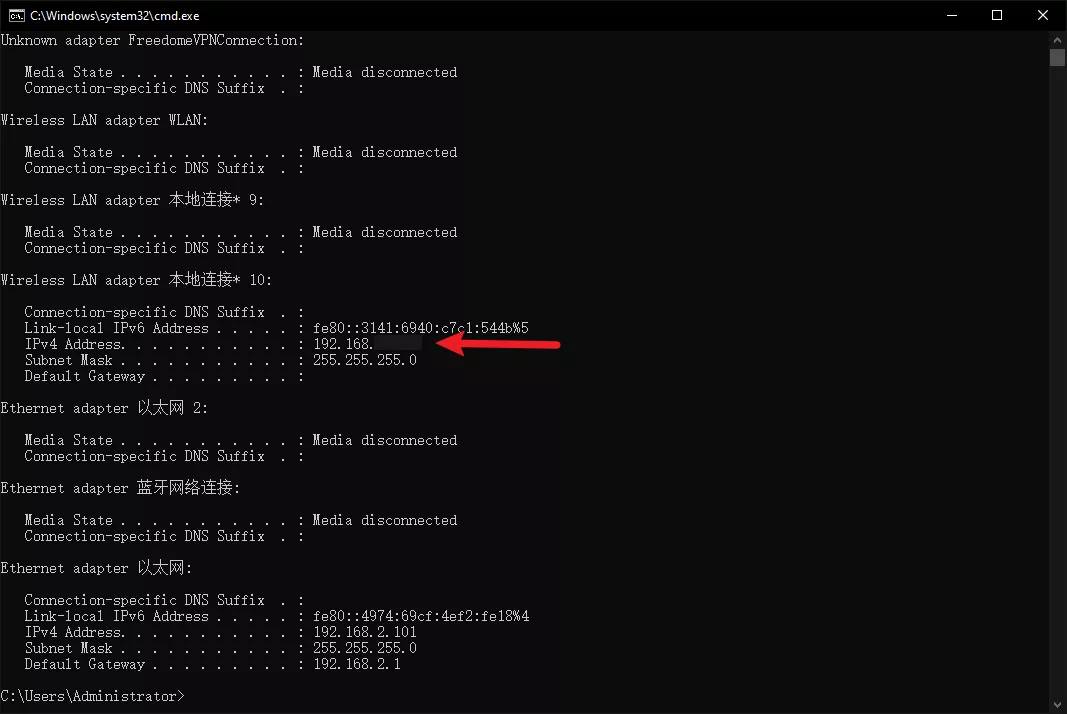 C:\Windows\system32\cmd.exe
Unknown adapter FreedomeVPNConnection:
Media State . . . . . . . . . . . : Media disconnected
Connection-specific DNS Suffix  . :
Wireless LAN adapter WLAN:
Media State . . . . . . . . . . . : Media disconnected
Connection-specific DNS Suffix  . :
Wireless LAN adapter 本地连接* 9:
Media State . . . . . . . . . . . : Media disconnected
Connection-specific DNS Suffix  . :
Wireless LAN adapter 本地连接* 10:
Connection-specific DNS Suffix  . :
Link-local IPv6 Address . . . . . : fe80::3141:6940:c7c1:544b%5
IPv4 Address. . . . . . . . . . . : 192.168.
Subnet Mask . . . . . . . . . . . : 255.255.255.0
Default Gateway . . . . . . . . . :
Ethernet adapter 以太网 2:
Media State . . . . . . . . . . . : Media disconnected
Connection-specific DNS Suffix  . :
Ethernet adapter 蓝牙网络连接:
Media State . . . . . . . . . . . : Media disconnected
Connection-specific DNS Suffix  . :
Ethernet adapter 以太网:
Connection-specific DNS Suffix  . :
Link-local IPv6 Address . . . . . : fe80::4974:69cf:4ef2:fe18%4
IPv4 Address. . . . . . . . . . . : 192.168.2.101
Subnet Mask . . . . . . . . . . . : 255.255.255.0
Default Gateway . . . . . . . . . : 192.168.2.1
C:\Users\Administrator>